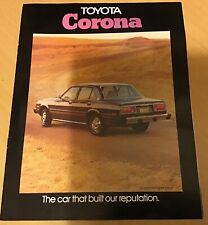 TOYOTA
Corona
The car that built our reputation.